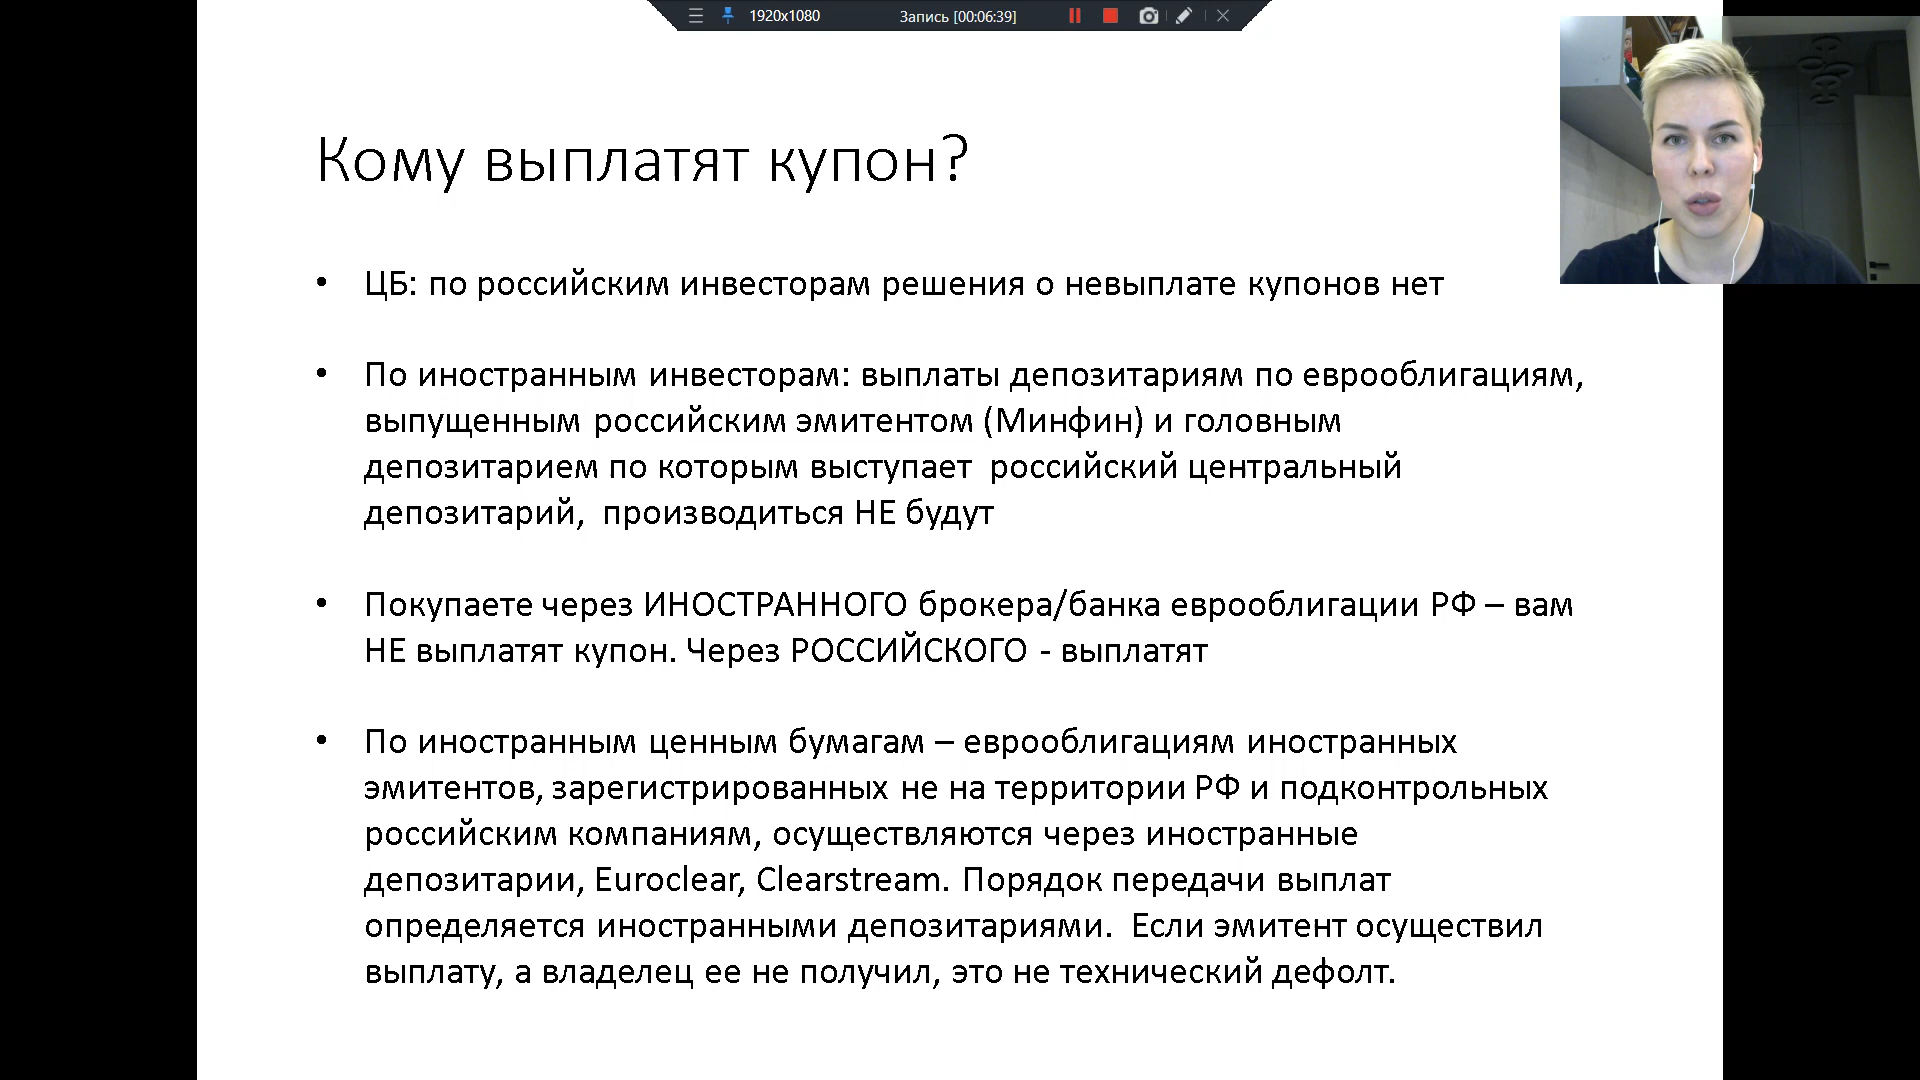 1920x1080 Запись [00:06:39]
Кому выплатят купон?
• ЦБ: по российским инвесторам решения о невыплате купонов нет
• По иностранным инвесторам: выплаты депозитариям по еврооблигациям,
выпущенным российским эмитентом (Минфин) и головным
депозитарием по которым выступает российский центральный
депозитарий, производиться НЕ будут
• Покупаете через ИНОСТРАННОГО брокера/банка еврооблигации РФ – вам
НЕ выплатят купон. Через РОССИЙСКОГО - выплатят
• По иностранным ценным бумагам – еврооблигациям иностранных
эмитентов, зарегистрированных не на территории РФ и подконтрольных
российским компаниям, осуществляются через иностранные
депозитарии, Euroclear, Clearstream. Порядок передачи выплат
определяется иностранными депозитариями. Если эмитент осуществил
выплату, а владелец ее не получил, это не технический дефолт.